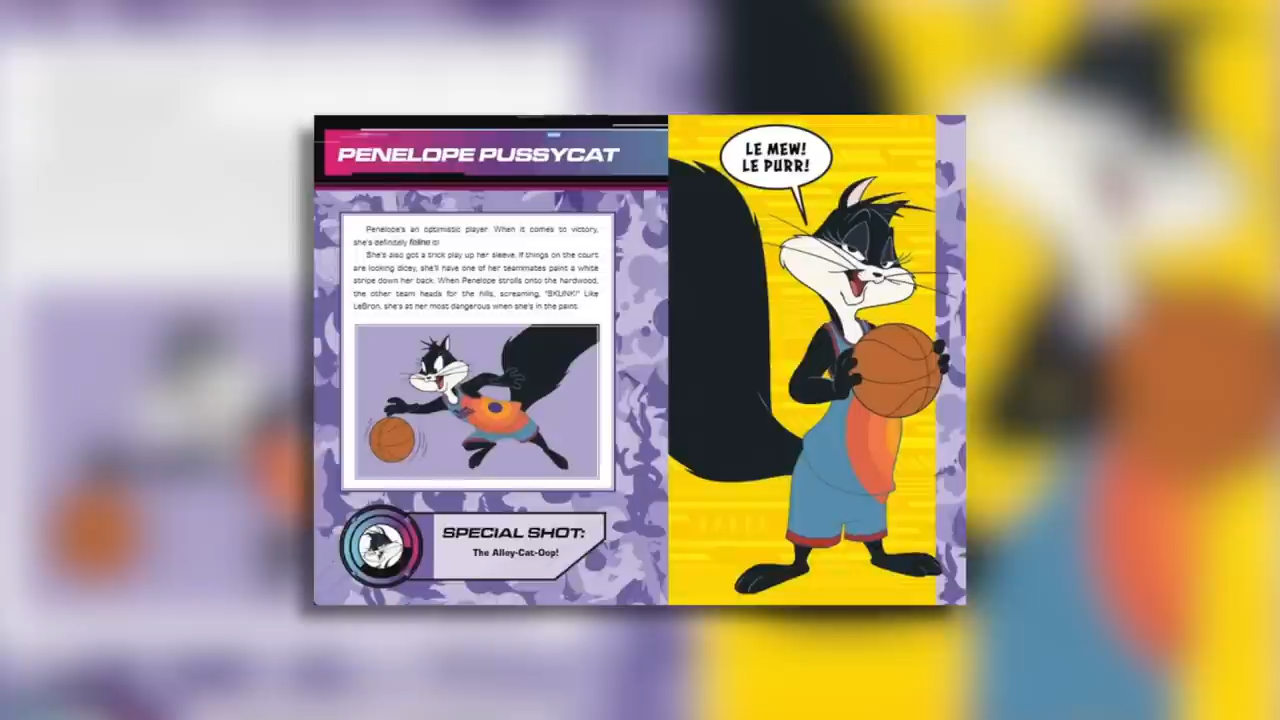 PENELOPE PUSSYCAT
Penelope's an optimistic player. When it comes to victory,
she's definitely feline it!
She's also got a trick play up her sleeve. If things on the court
are looking dicey, she'll have one of her teammates paint a white
stripe down her back. When Penelope strolls onto the hardwood,
the other team heads for the hills, screaming, "SKUNK!" Like
LeBron, she's at her most dangerous when she's in the paint.
SPECIAL SHOT:
The Alley-Cat-Oop!
LE MEW!
LE PURR!